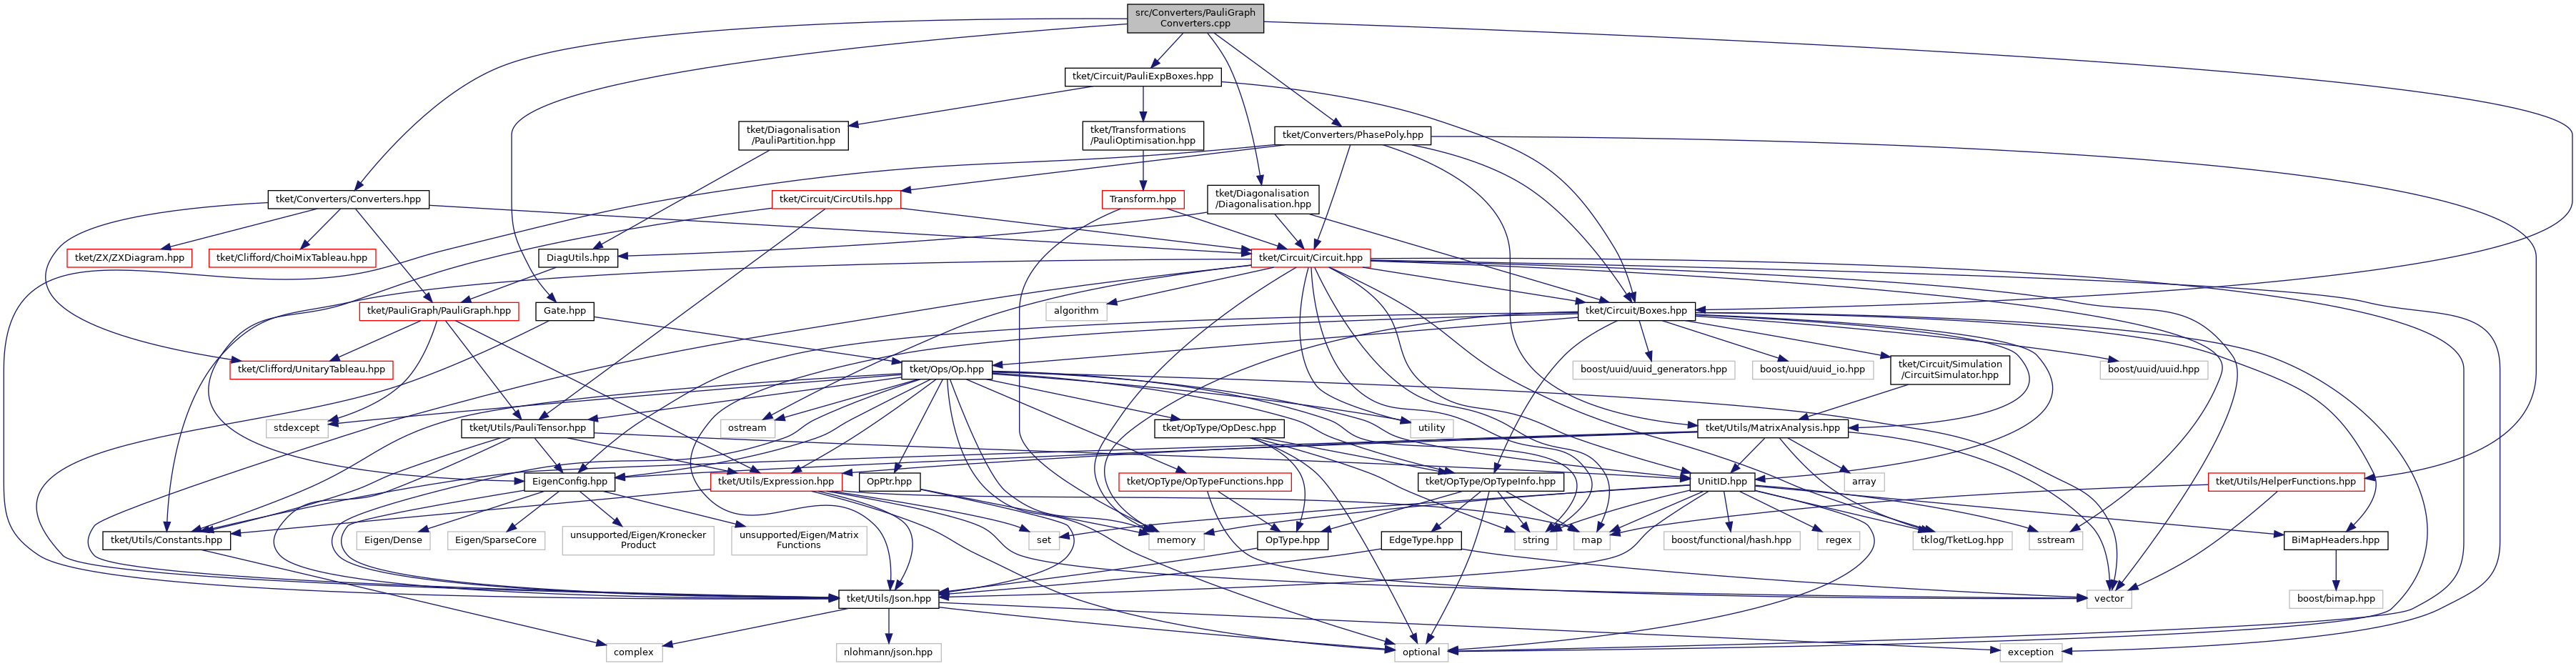 src/Converters/PauliGraph
Converters.cpp
tket/Circuit/PauliExpBoxes.hpp
tket/Diagonalisation
/PauliPartition.hpp
tket/Transformations
/PauliOptimisation.hpp
tket/Converters/PhasePoly.hpp
tket/Converters/Converters.hpp
tket/Circuit/CircUtils.hpp
Transform.hpp
tket/Diagonalisation
/Diagonalisation.hpp
tket/ZX/ZXDiagram.hpp
tket/Clifford/ChoiMixTableau.hpp
DiagUtils.hpp
tket/Circuit/Circuit.hpp
tket/PauliGraph/PauliGraph.hpp
Gate.hpp
algorithm
tket/Circuit/Boxes.hpp
tket/Clifford/UnitaryTableau.hpp
tket/Ops/Op.hpp
boost/uuid/uuid_generators.hpp
boost/uuid/uuid_io.hpp
tket/Circuit/Simulation
/CircuitSimulator.hpp
boost/uuid/uuid.hpp
stdexcept
tket/Utils/PauliTensor.hpp
ostream
tket/OpType/OpDesc.hpp
utility
tket/Utils/MatrixAnalysis.hpp
EigenConfig.hpp
tket/Utils/Expression.hpp
OpPtr.hpp
tket/OpType/OpTypeFunctions.hpp
tket/OpType/OpTypeInfo.hpp
UnitID.hpp
array
tket/Utils/HelperFunctions.hpp
tket/Utils/Constants.hpp
Eigen/Dense
Eigen/SparseCore
unsupported/Eigen/Kronecker
Product
unsupported/Eigen/Matrix
Functions
set
memory
OpType.hpp
EdgeType.hpp
string
map
boost/functional/hash.hpp
regex
tklog/TketLog.hpp
sstream
BiMapHeaders.hpp
tket/Utils/Json.hpp
vector
boost/bimap.hpp
complex
nlohmann/json.hpp
optional
exception